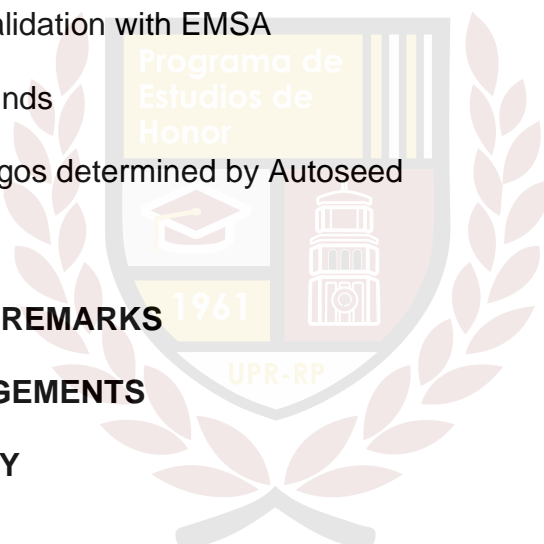 alidation with EMSA
Programa de
Estudios de
Honor
nds
gos determined by Autoseed
REMARKS
1961
GEMENTS
UPR-RP
Y